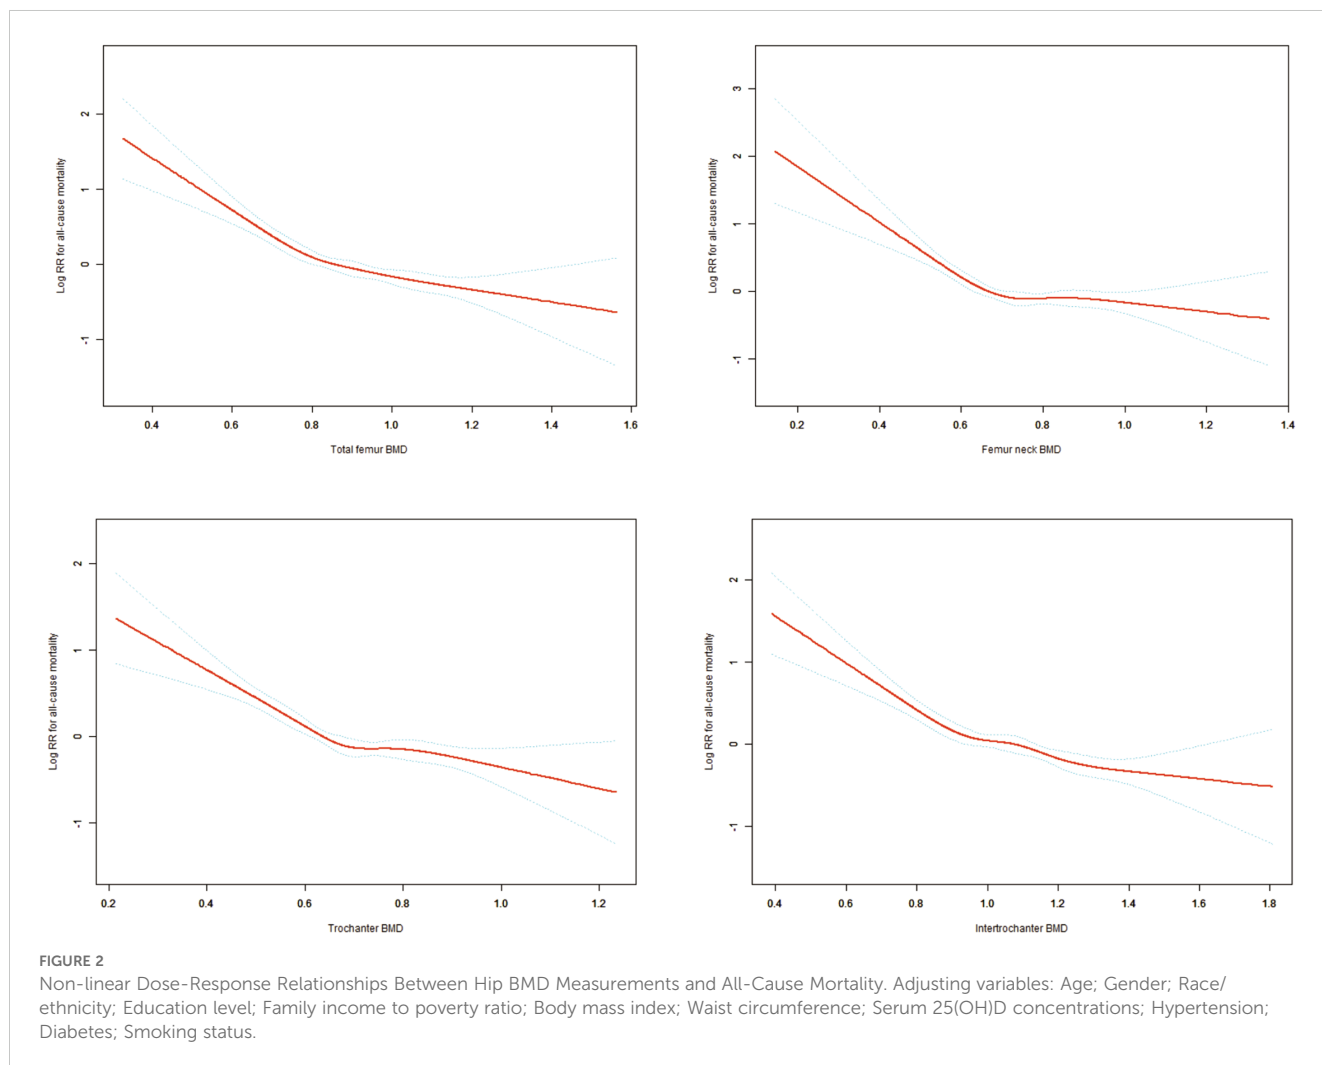 2
1
0
-1
Log RR for all-cause mortality
0.4 0.6 0.8 1.0 1.2 1.4 1.6
Total femur BMD
3
2
1
0
-1
Log RR for all-cause mortality
0.2 0.4 0.6 0.8 1.0 1.2 1.4
Femur neck BMD
2
1
0
-1
Log RR for all-cause mortality
0.2 0.4 0.6 0.8 1.0 1.2
Trochanter BMD
2
1
0
-1
Log RR for all-cause mortality
0.4 0.6 0.8 1.0 1.2 1.4 1.6 1.8
Intertrochanter BMD
FIGURE 2
Non-linear Dose-Response Relationships Between Hip BMD Measurements and All-Cause Mortality. Adjusting variables: Age; Gender; Race/
ethnicity; Education level; Family income to poverty ratio; Body mass index; Waist circumference; Serum 25(OH)D concentrations; Hypertension;
Diabetes; Smoking status.